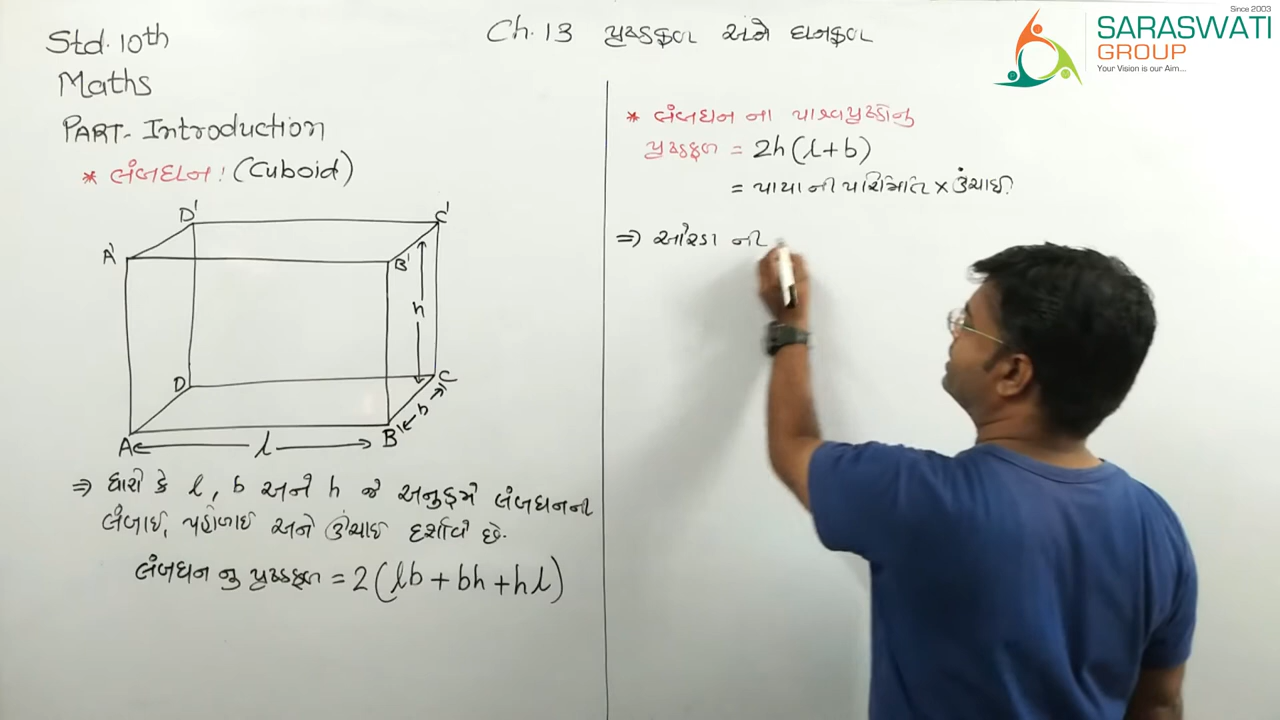 Std. 10th
Maths
PART- Introduction
Ch. 13 પૃષ્ઠફળ અને ઘનફળ
Since 2003
SARASWATI
GROUP
Your Vision is our Aim...
* લંબઘન : (Cuboid)
D' C'
A' B'
h
D C
b
A l B
⇒ ધારો કે l, b અને h એ અનુક્રમે લંબઘનની
લંબાઈ, પહોળાઈ અને ઊંચાઈ દર્શાવે છે.
લંબઘન નુ પૃષ્ઠફળ = 2(lb + bh + hl)
* લંબઘન ના પાશ્વપૃષ્ઠોનુ
પૃષ્ઠફળ = 2h(l+b)
= પાયા ની પરિમિતિ × ઊંચાઈ.
⇒ ઓરડા ની